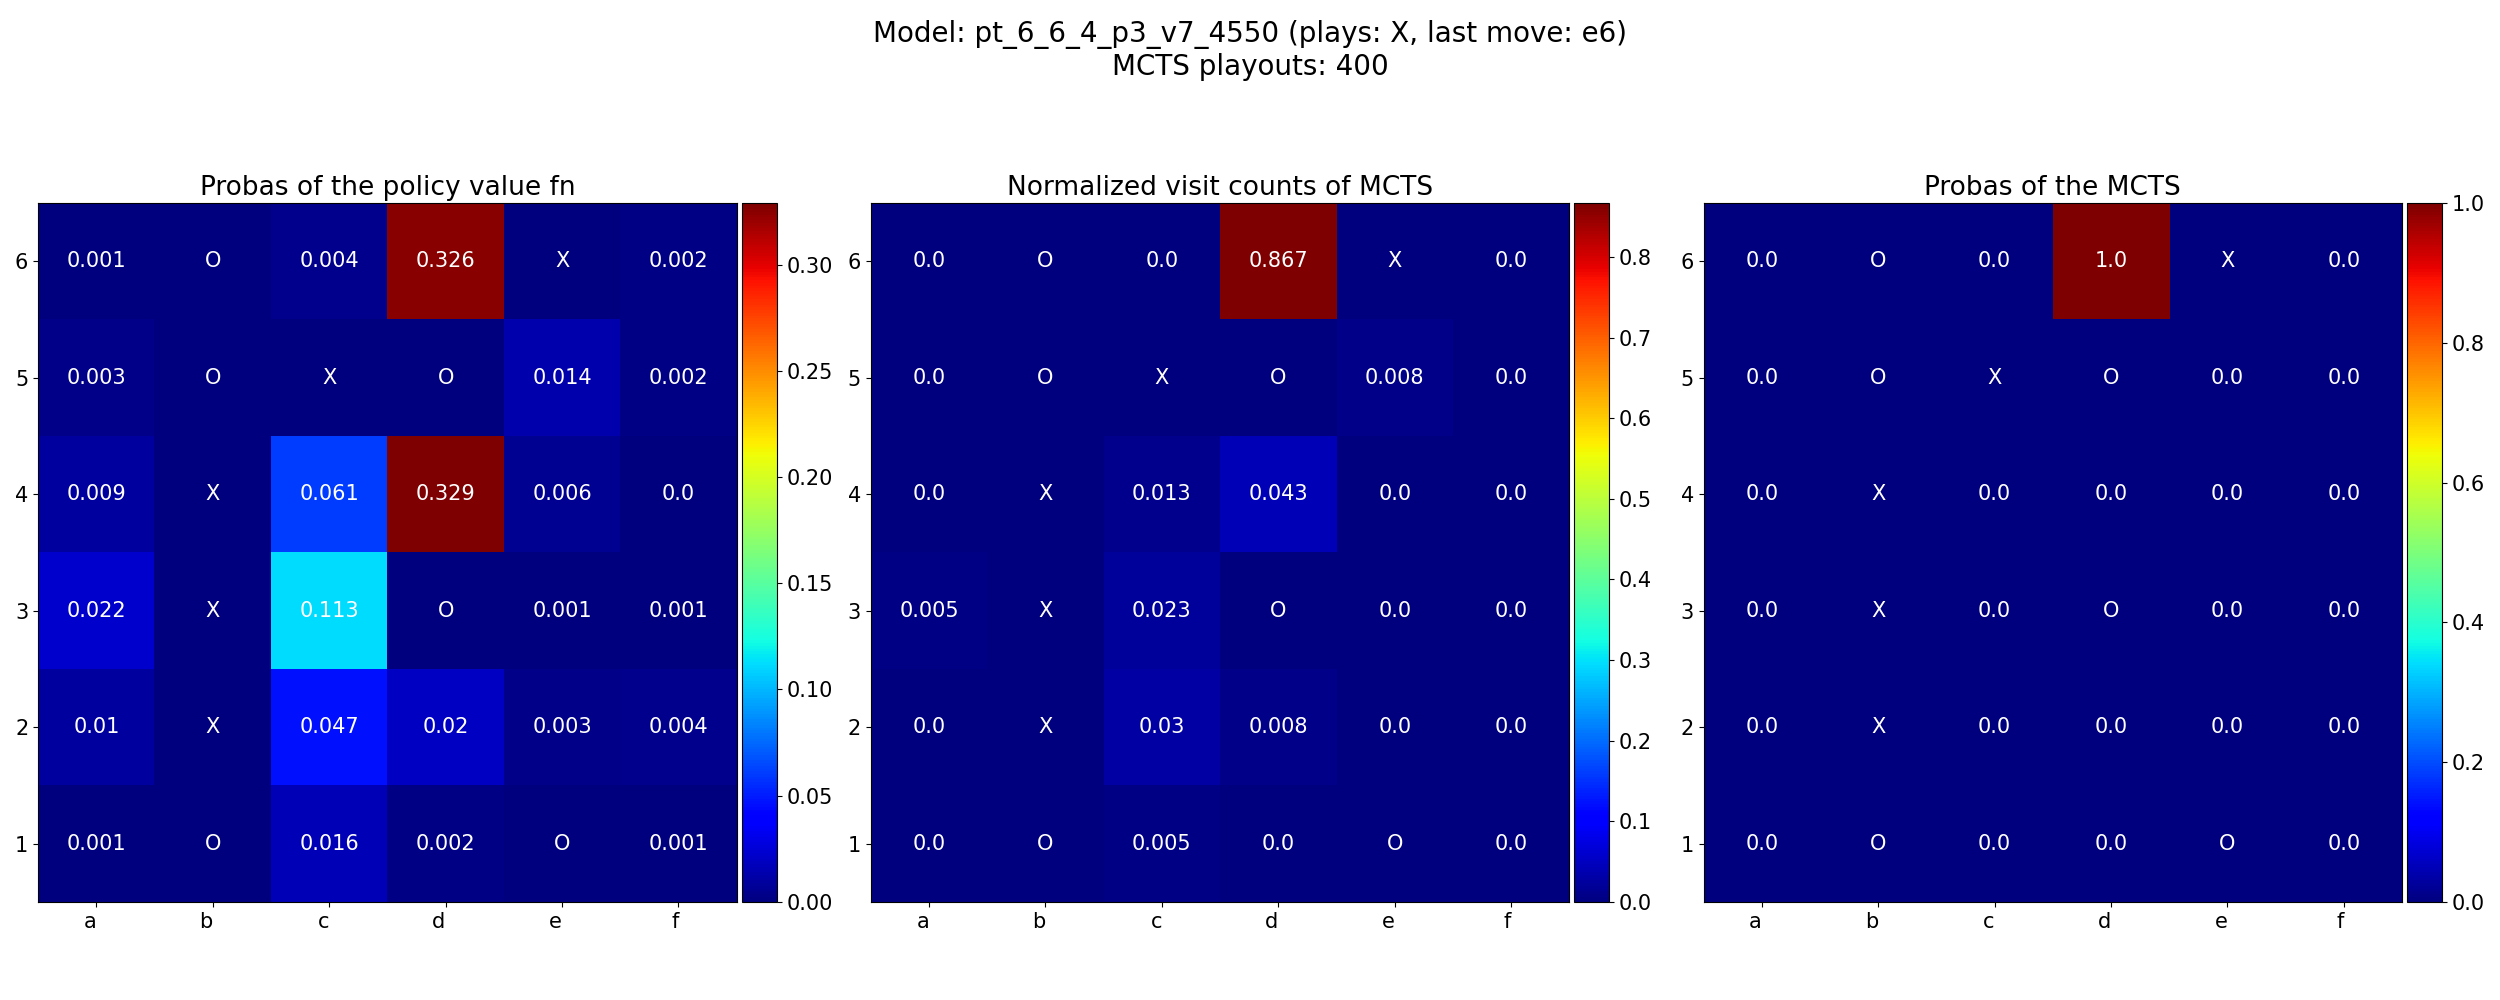 Model: pt_6_6_4_p3_v7_4550 (plays: X, last move: e6)
MCTS playouts: 400
Probas of the policy value fn
6 0.001 O 0.004 0.326 X 0.002
5 0.003 O X O 0.014 0.002
4 0.009 X 0.061 0.329 0.006 0.0
3 0.022 X 0.113 O 0.001 0.001
2 0.01 X 0.047 0.02 0.003 0.004
1 0.001 O 0.016 0.002 O 0.001
a b c d e f
0.30
0.25
0.20
0.15
0.10
0.05
0.00
Normalized visit counts of MCTS
6 0.0 O 0.0 0.867 X 0.0
5 0.0 O X O 0.008 0.0
4 0.0 X 0.013 0.043 0.0 0.0
3 0.005 X 0.023 O 0.0 0.0
2 0.0 X 0.03 0.008 0.0 0.0
1 0.0 O 0.005 0.0 O 0.0
a b c d e f
0.8
0.7
0.6
0.5
0.4
0.3
0.2
0.1
0.0
Probas of the MCTS
6 0.0 O 0.0 1.0 X 0.0
5 0.0 O X O 0.0 0.0
4 0.0 X 0.0 0.0 0.0 0.0
3 0.0 X 0.0 O 0.0 0.0
2 0.0 X 0.0 0.0 0.0 0.0
1 0.0 O 0.0 0.0 O 0.0
a b c d e f
1.0
0.8
0.6
0.4
0.2
0.0